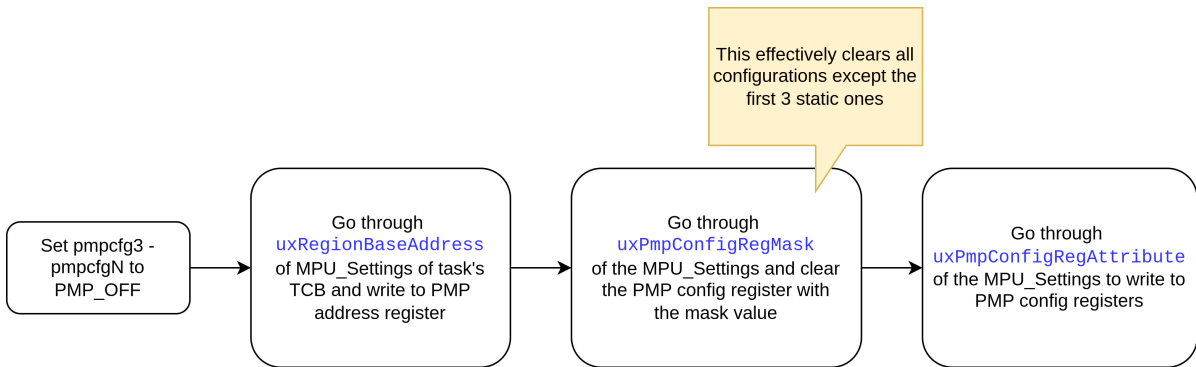 This effectively clears all
configurations except the
first 3 static ones
Set pmpcfg3 -
pmpcfgN to
PMP_OFF
Go through
uxRegionBaseAddress
of MPU_Settings of task's
TCB and write to PMP
address register
Go through
uxPmpConfigRegMask
of the MPU_Settings and clear
the PMP config register with
the mask value
Go through
uxPmpConfigRegAttribute
of the MPU_Settings to write to
PMP config registers